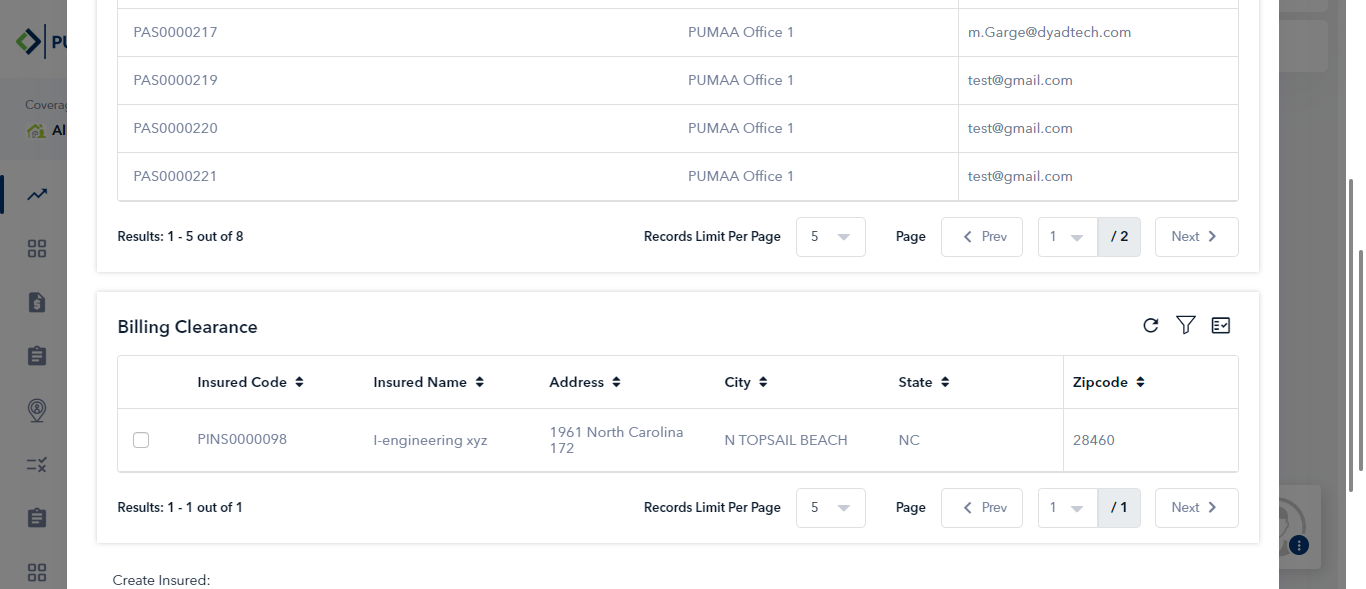 PAS0000217 PUMAA Office 1 m.Garge@dyadtech.com
PU
PAS0000219 PUMAA Office 1 test@gmail.com
Coverag
PAS0000220 PUMAA Office 1 test@gmail.com
Al
PAS0000221 PUMAA Office 1 test@gmail.com
Results: 1 - 5 out of 8 Records Limit Per Page 5 Page Prev 1 / 2 Next
Billing Clearance
Insured Code Insured Name Address City State Zipcode
PINS0000098 I-engineering xyz 1961 North Carolina N TOPSAIL BEACH NC 28460
172
Results: 1 - 1 out of 1 Records Limit Per Page 5 Page Prev 1 / 1 Next
Create Insured: